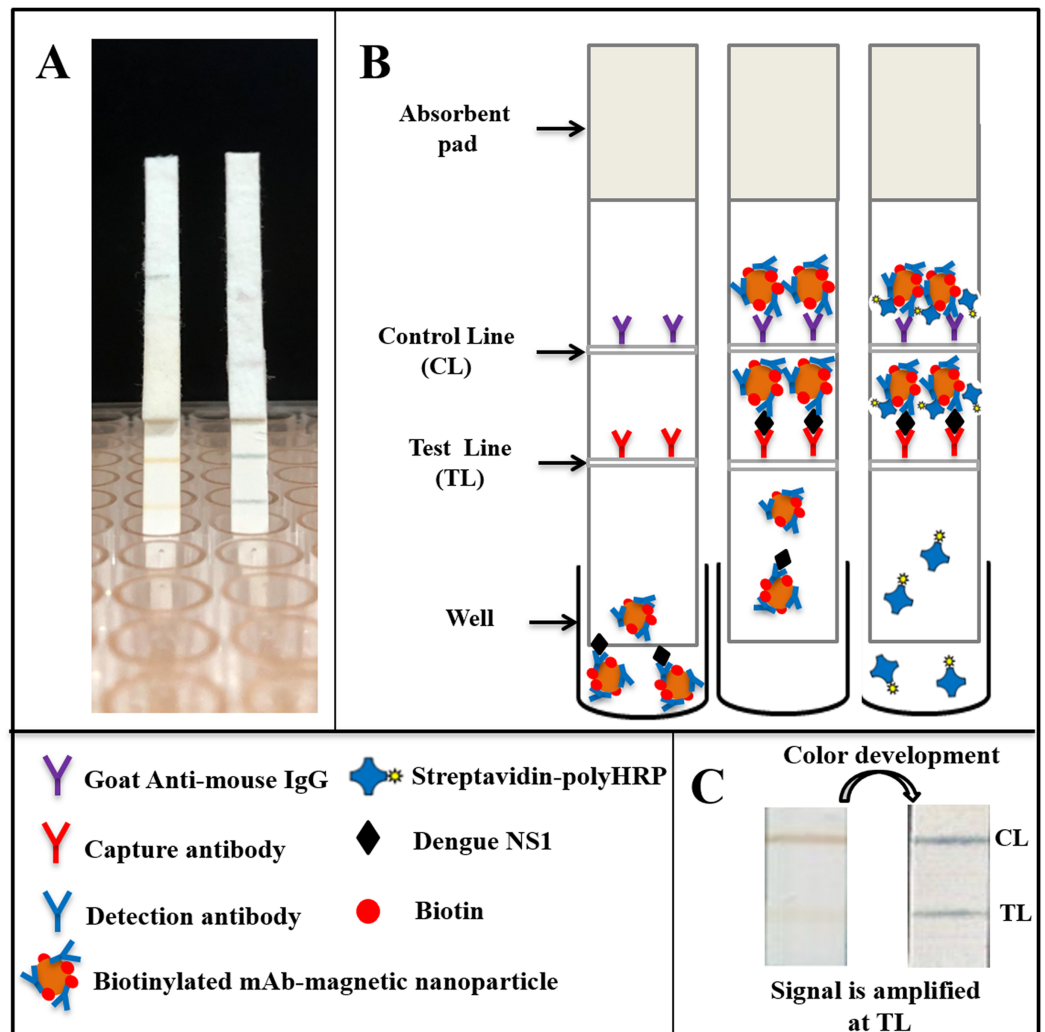 A
B
Absorbent
pad
Control Line
(CL)
Test Line
(TL)
Well
Goat Anti-mouse IgG
Streptavidin-polyHRP
Capture antibody
Dengue NS1
Detection antibody
Biotin
Biotinylated mAb-magnetic nanoparticle
C
Color development
CL
TL
Signal is amplified
at TL